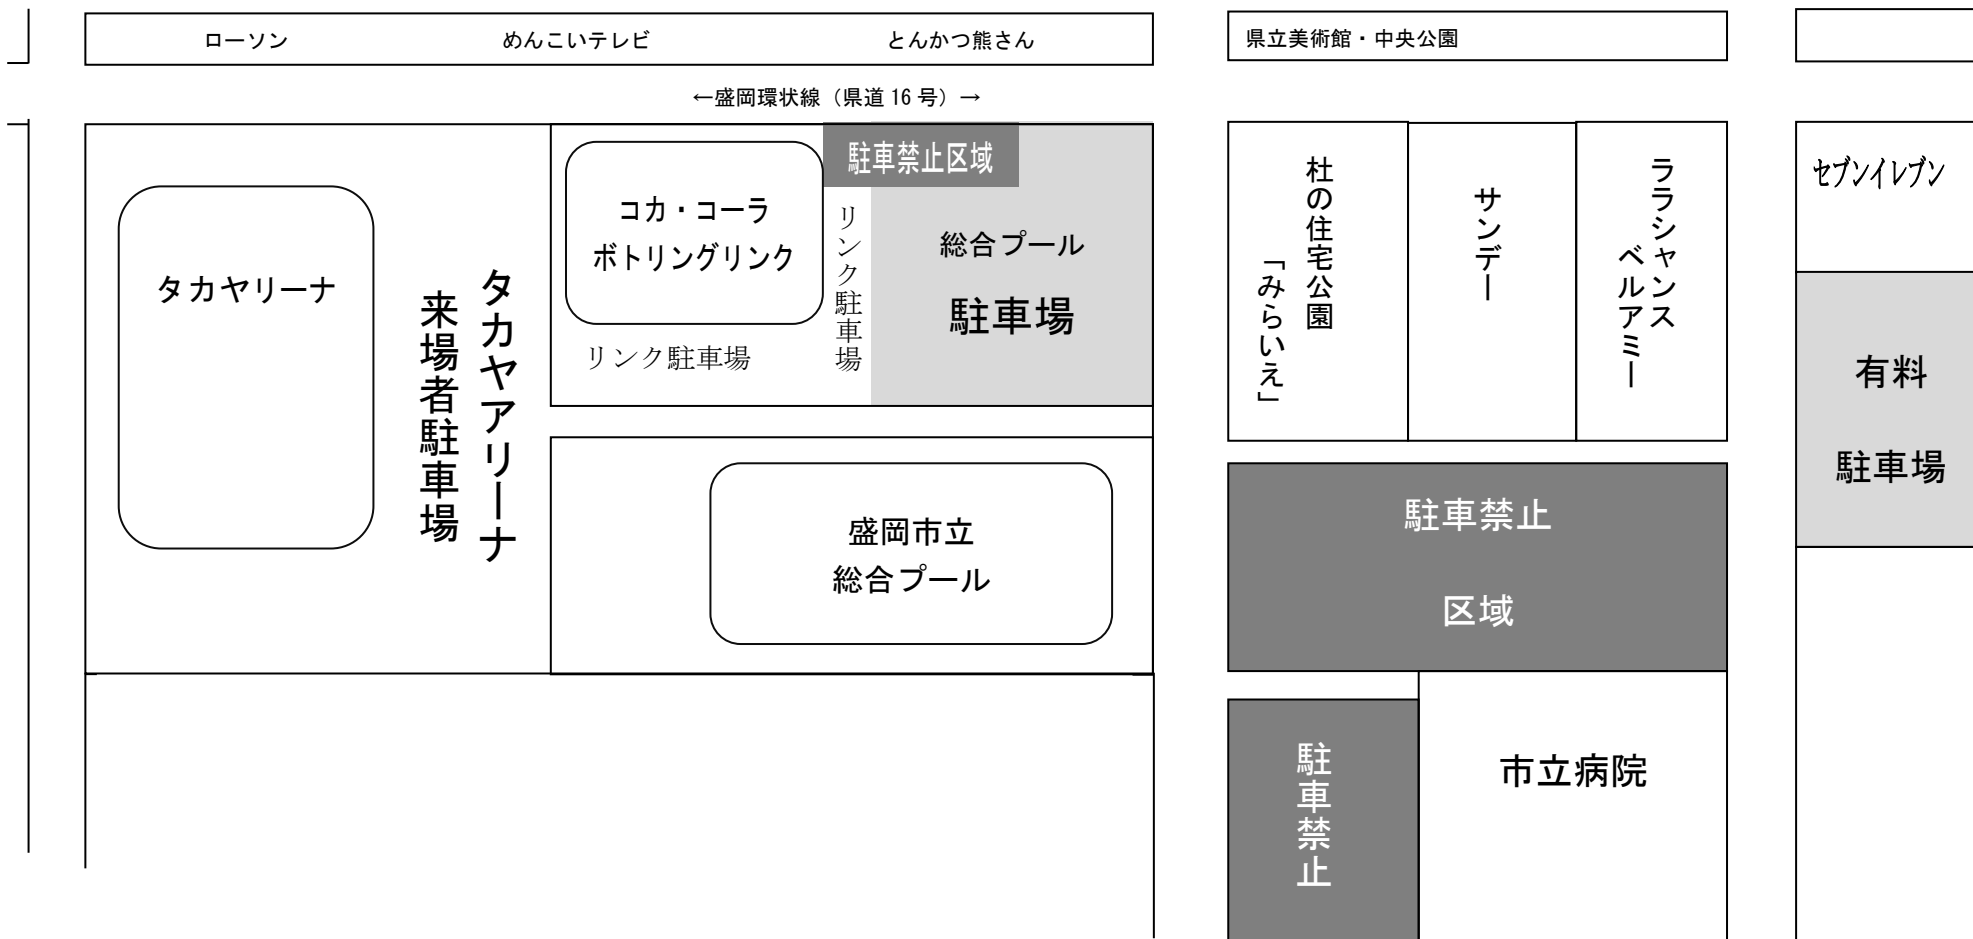 ローソン
めんこいテレビ
とんかつ熊さん
県立美術館・中央公園
←盛岡環状線（県道16号）→
タカヤリーナ
タカヤアリーナ
来場者駐車場
コカ・コーラ
ボトリングリンク
リンク駐車場
リンク駐車場
駐車禁止区域
総合プール
駐車場
盛岡市立
総合プール
杜の住宅公園
「みらいえ」
サンデー
ララシャンス
ベルアミー
セブンイレブン
有料
駐車場
駐車禁止
区域
駐車禁止
市立病院